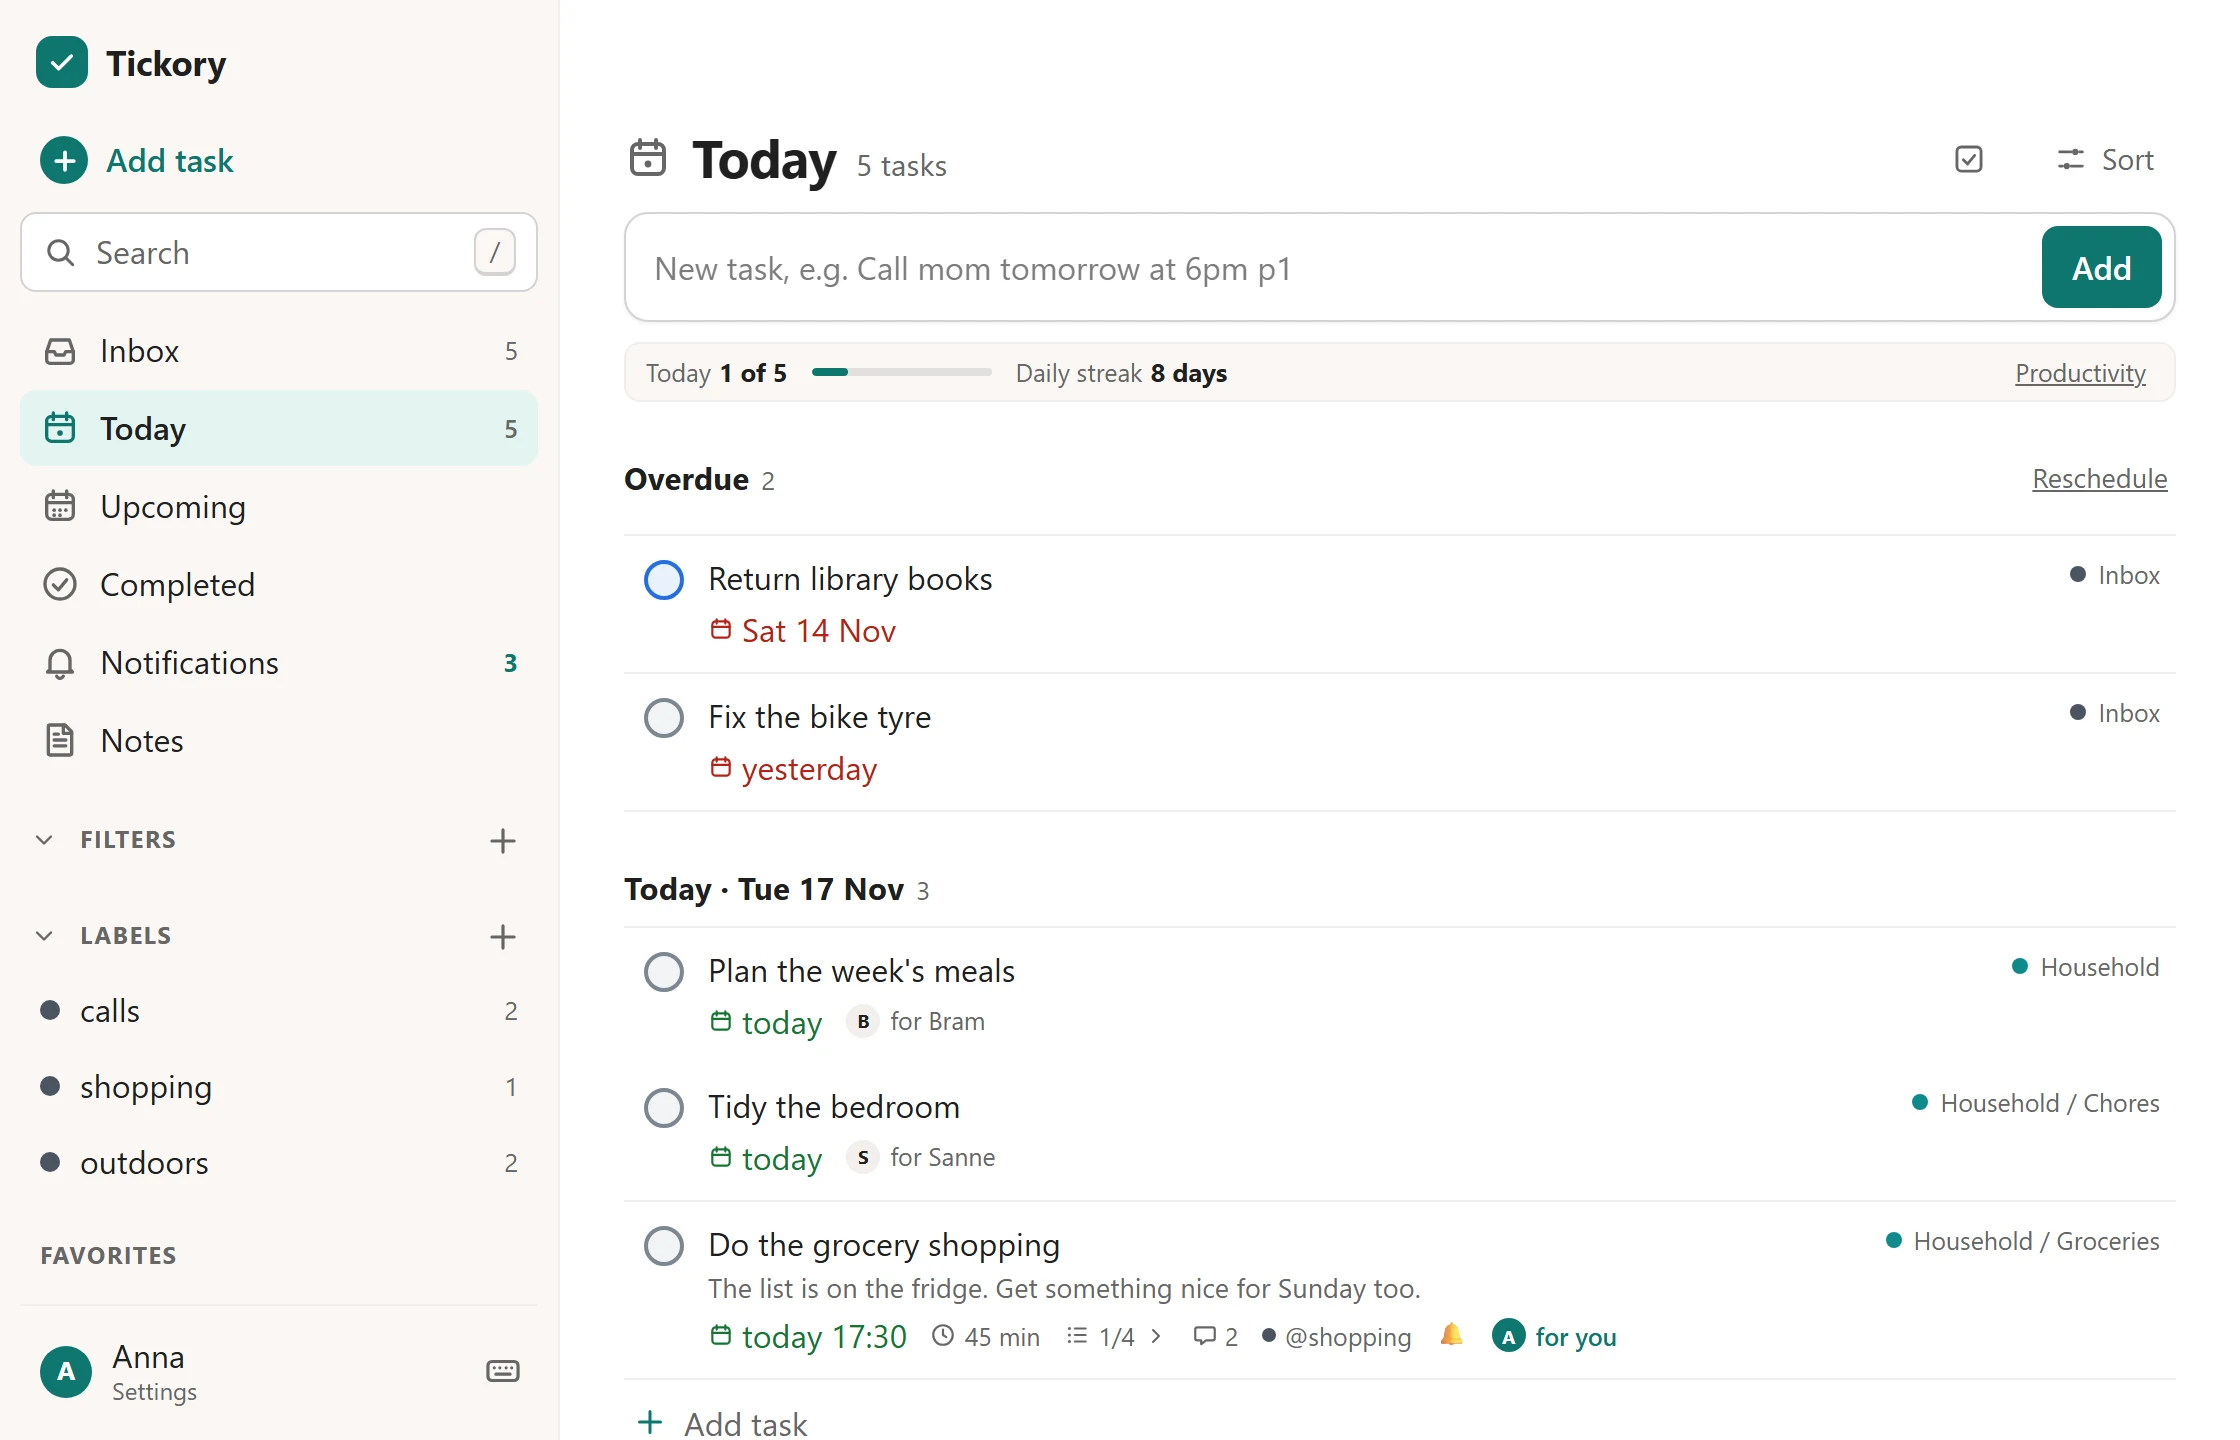 Tickory
Add task
Search /
Inbox 5
Today 5
Upcoming
Completed
Notifications 3
Notes
FILTERS
LABELS
calls 2
shopping 1
outdoors 2
FAVORITES
A Anna
Settings
Today 5 tasks
Sort
New task, e.g. Call mom tomorrow at 6pm p1
Add
Today 1 of 5 Daily streak 8 days Productivity
Overdue 2 Reschedule
Return library books Inbox
Sat 14 Nov
Fix the bike tyre Inbox
yesterday
Today · Tue 17 Nov 3
Plan the week's meals Household
today B for Bram
Tidy the bedroom Household / Chores
today S for Sanne
Do the grocery shopping Household / Groceries
The list is on the fridge. Get something nice for Sunday too.
today 17:30 45 min 1/4 2 @shopping A for you
Add task